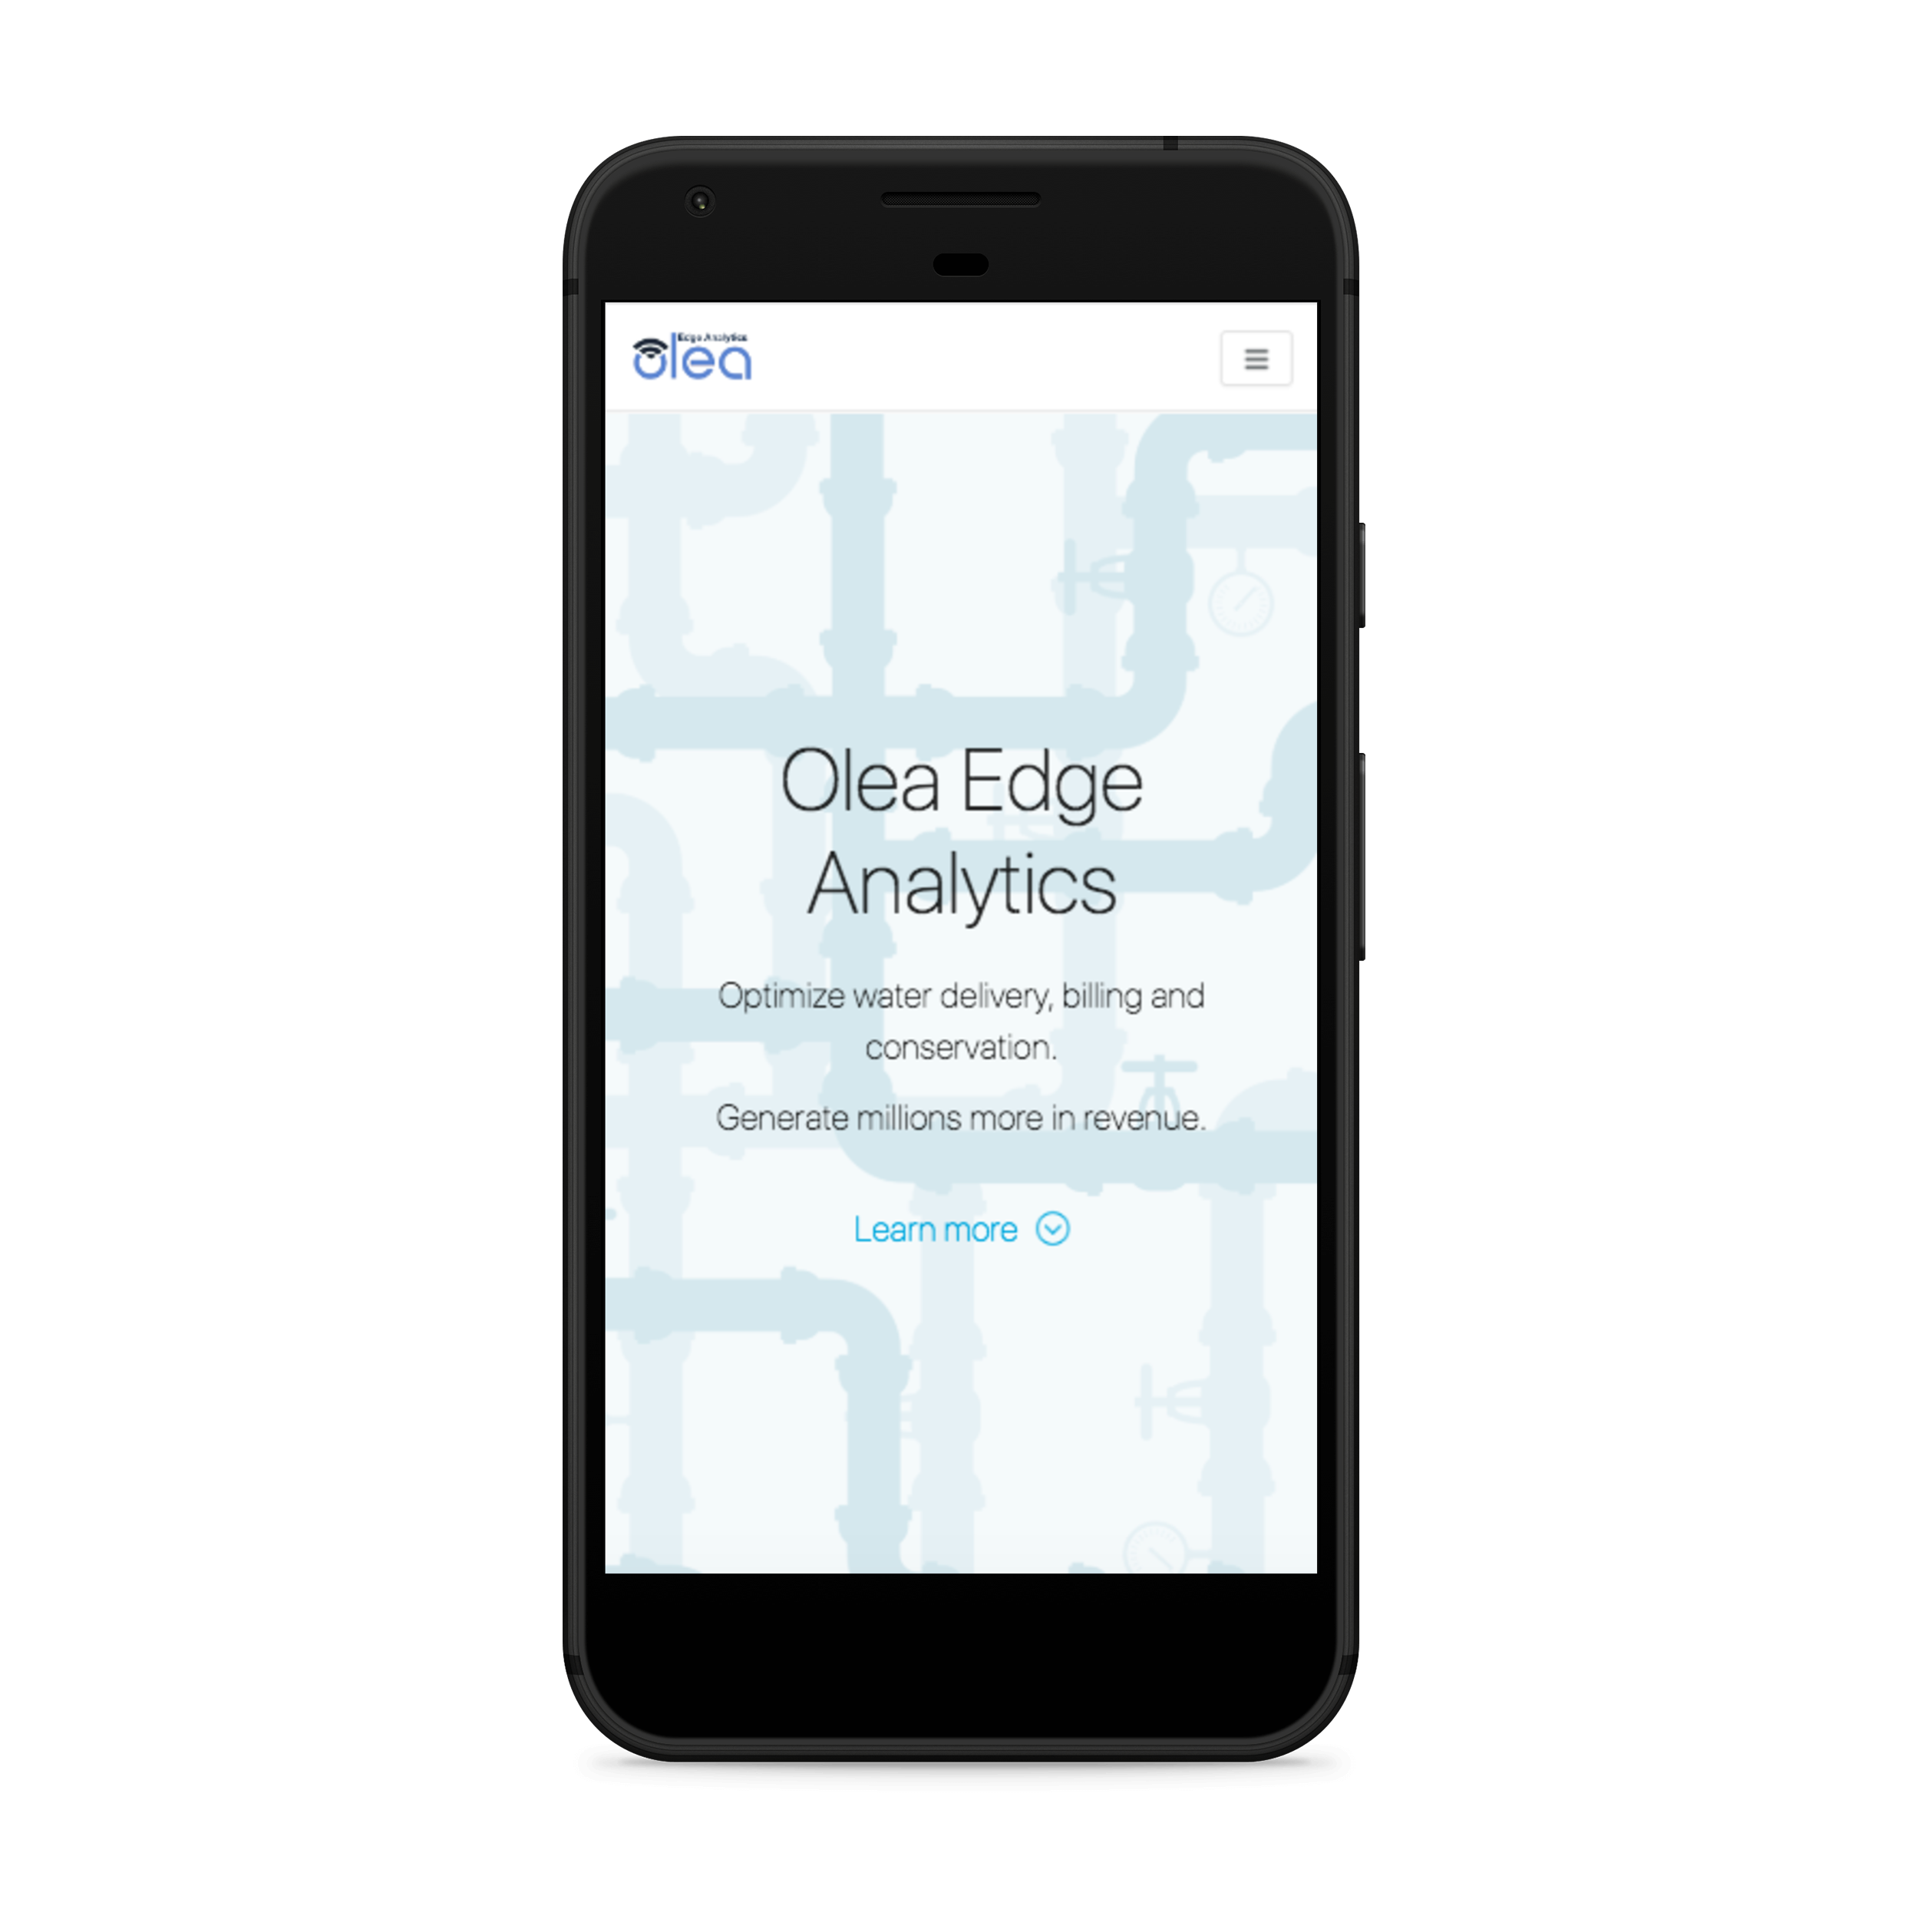 Edge Analytics
olea
Olea Edge
Analytics
Optimize water delivery, billing and
conservation.
Generate millions more in revenue.
Learn more